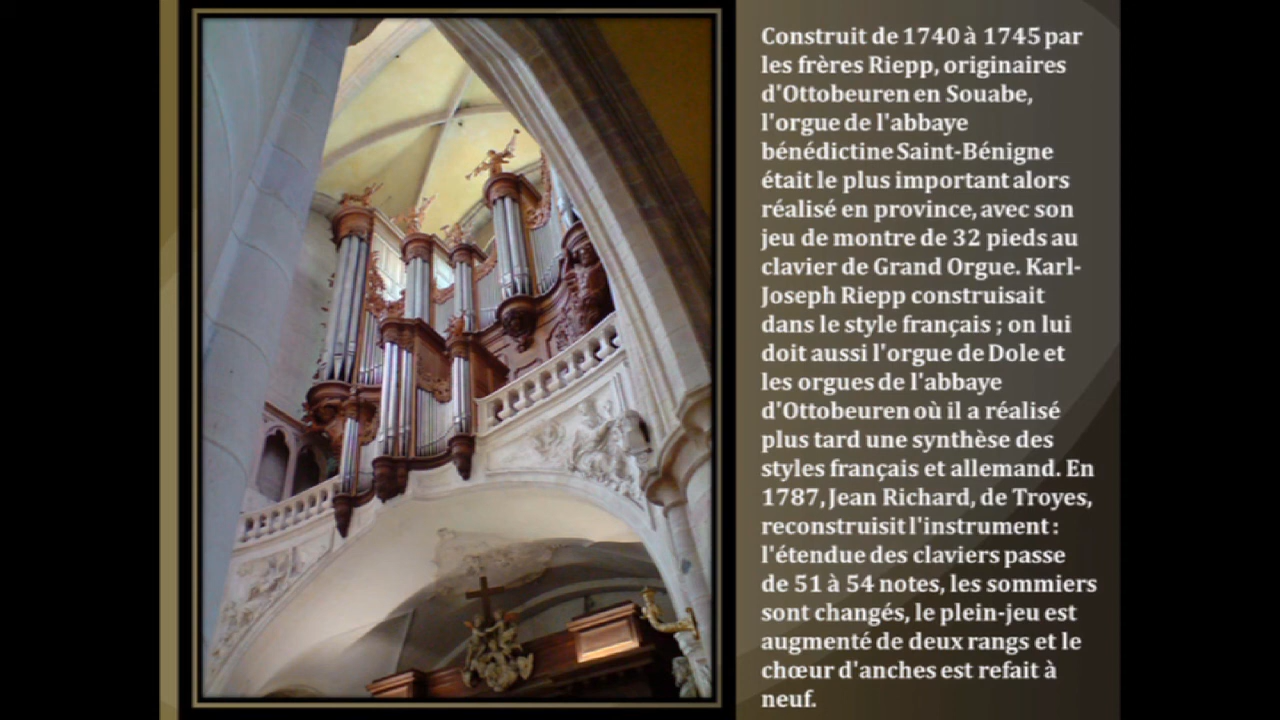 Construit de 1740 à 1745 par
les frères Riepp, originaires
d'Ottobeuren en Souabe,
l'orgue de l'abbaye
bénédictine Saint-Bénigne
était le plus important alors
réalisé en province, avec son
jeu de montre de 32 pieds au
clavier de Grand Orgue. Karl-
Joseph Riepp construisait
dans le style français ; on lui
doit aussi l'orgue de Dole et
les orgues de l'abbaye
d'Ottobeuren où il a réalisé
plus tard une synthèse des
styles français et allemand. En
1787, Jean Richard, de Troyes,
reconstruisit l'instrument :
l'étendue des claviers passe
de 51 à 54 notes, les sommiers
sont changés, le plein-jeu est
augmenté de deux rangs et le
chœur d'anches est refait à
neuf.